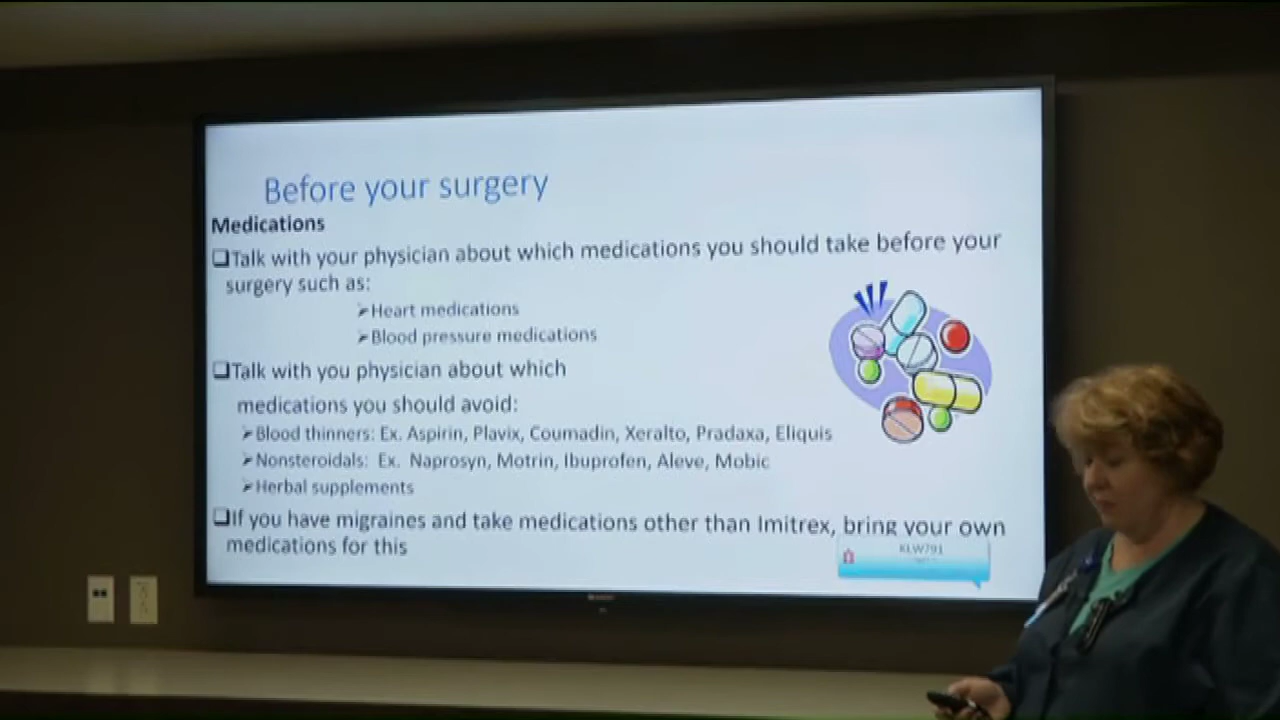 Before your surgery
Medications
Talk with your physician about which medications you should take before your
surgery such as:
Heart medications
Blood pressure medications
Talk with you physician about which
medications you should avoid:
Blood thinners: Ex. Aspirin, Plavix, Coumadin, Xeralto, Pradaxa, Eliquis
Nonsteroidals: Ex. Naprosyn, Motrin, Ibuprofen, Aleve, Mobic
Herbal supplements
If you have migraines and take medications other than Imitrex, bring your own
medications for this
KLW791